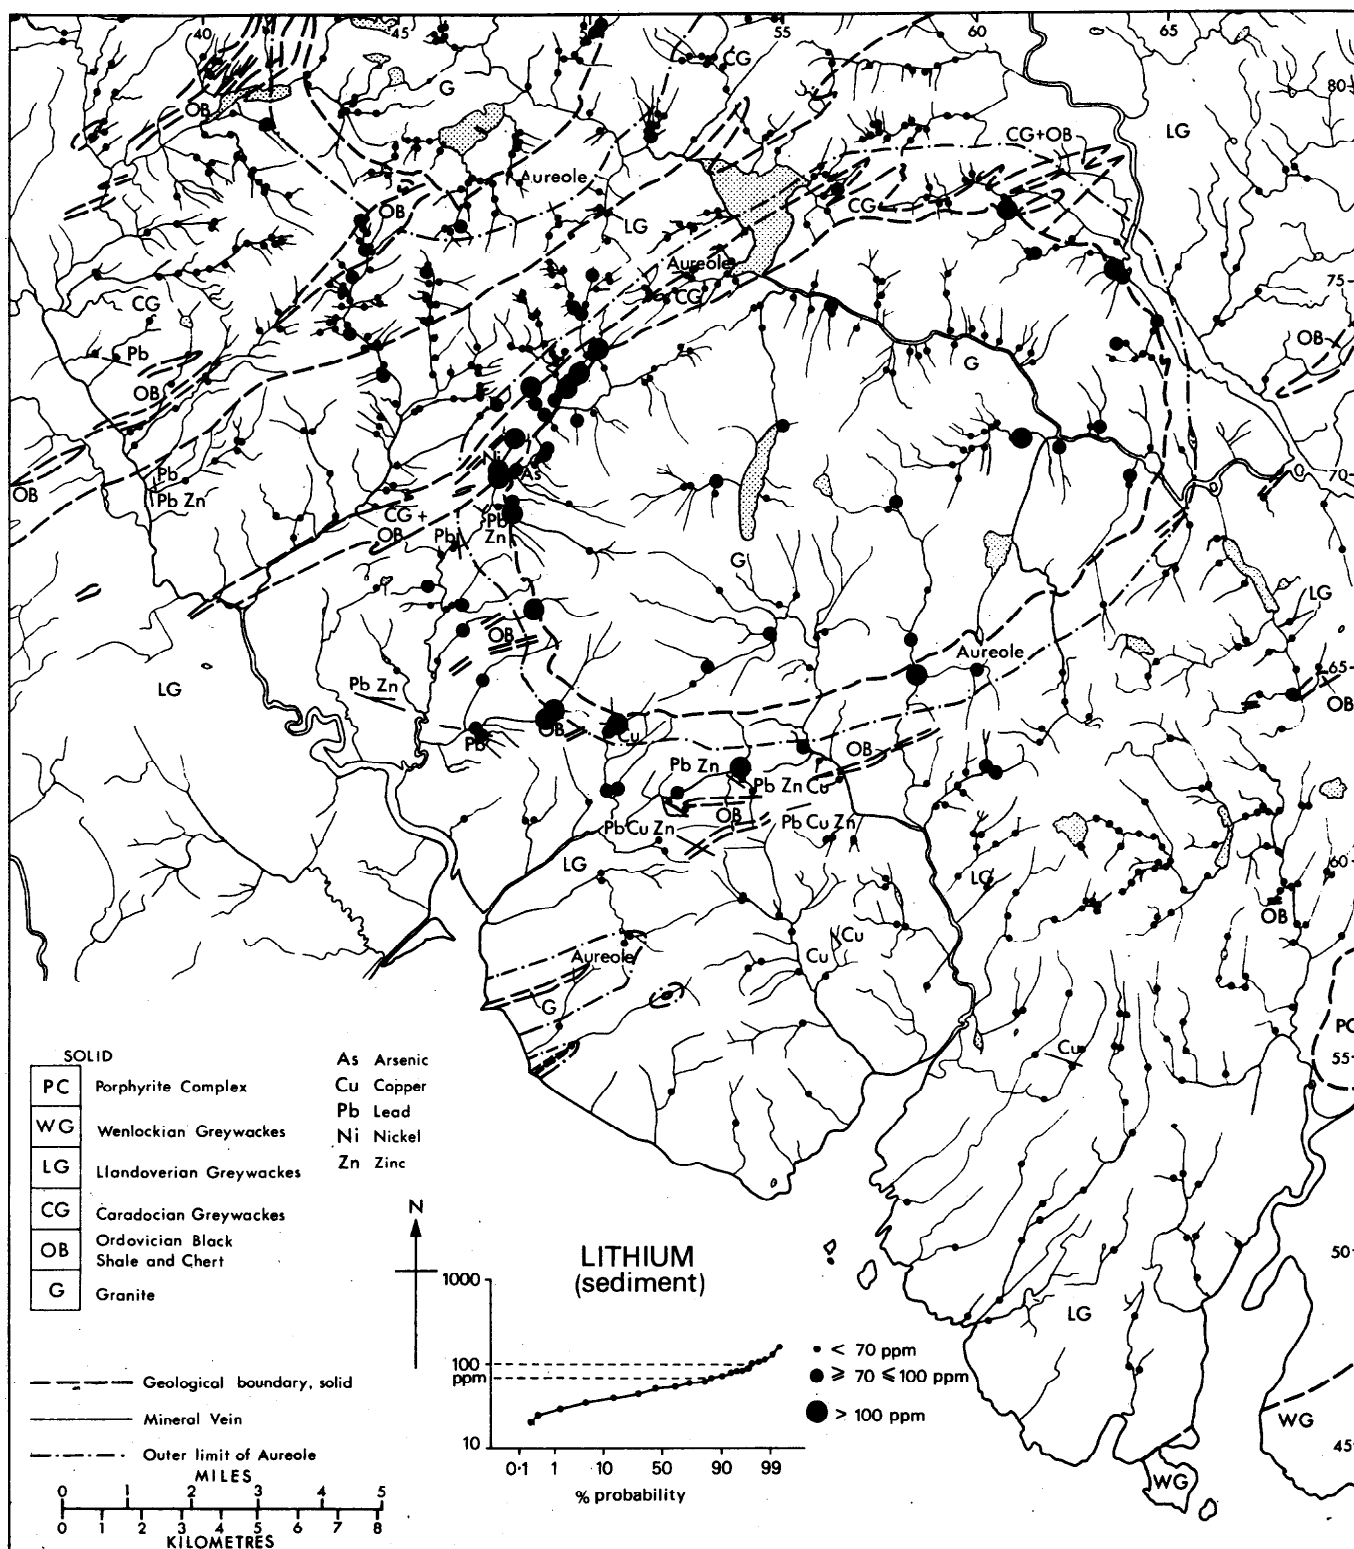 40
45
55
60
65
CG
G
80
OB
CG+OB
LG
Aureole
OB
CG
LG
Aureole
75
CG
CG
Pb
OB
G
OB
Ni
As
Pb
Pb Zn
OB
70
CG +
OB
Pb
Pb
Zn
G
LG
OB
Aureole
LG
Pb Zn
65
OB
Pb
OB
Cu
OB
Pb Zn
Pb Zn Cu
OB
Pb Cu Zn
Pb Cu Zn
LG
LG
60
OB
Cu
Cu
Aureole
G
PC
Cu
55
SOLID
PC Porphyrite Complex
WG Wenlockian Greywackes
LG Llandoverian Greywackes
CG Caradocian Greywackes
OB Ordovician Black
Shale and Chert
G Granite
As Arsenic
Cu Copper
Pb Lead
Ni Nickel
Zn Zinc
N
50
LITHIUM
(sediment)
1000
100
ppm
10
0·1 1 10 50 90 99
% probability
< 70 ppm
⩾ 70 ⩽ 100 ppm
> 100 ppm
LG
WG
45
WG
Geological boundary, solid
Mineral Vein
Outer limit of Aureole
MILES
0 1 2 3 4 5
0 1 2 3 4 5 6 7 8
KILOMETRES